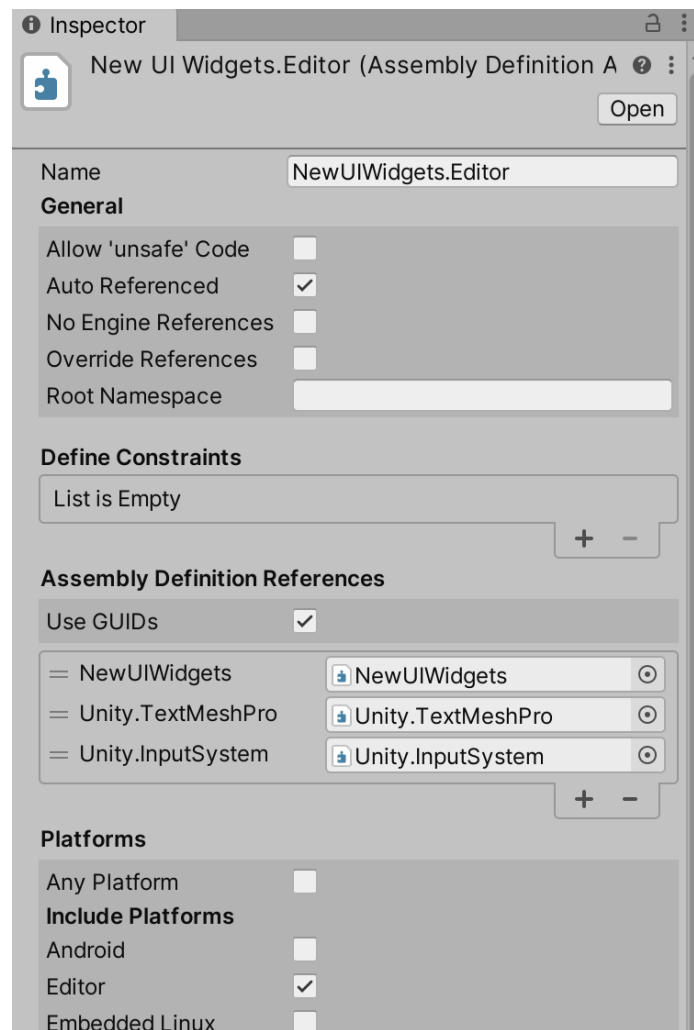 Inspector
New UI Widgets.Editor (Assembly Definition A
Open
Name NewUIWidgets.Editor
General
Allow 'unsafe' Code
Auto Referenced
No Engine References
Override References
Root Namespace
Define Constraints
List is Empty
Assembly Definition References
Use GUIDs
NewUIWidgets NewUIWidgets
Unity.TextMeshPro Unity.TextMeshPro
Unity.InputSystem Unity.InputSystem
Platforms
Any Platform
Include Platforms
Android
Editor
Embedded Linux